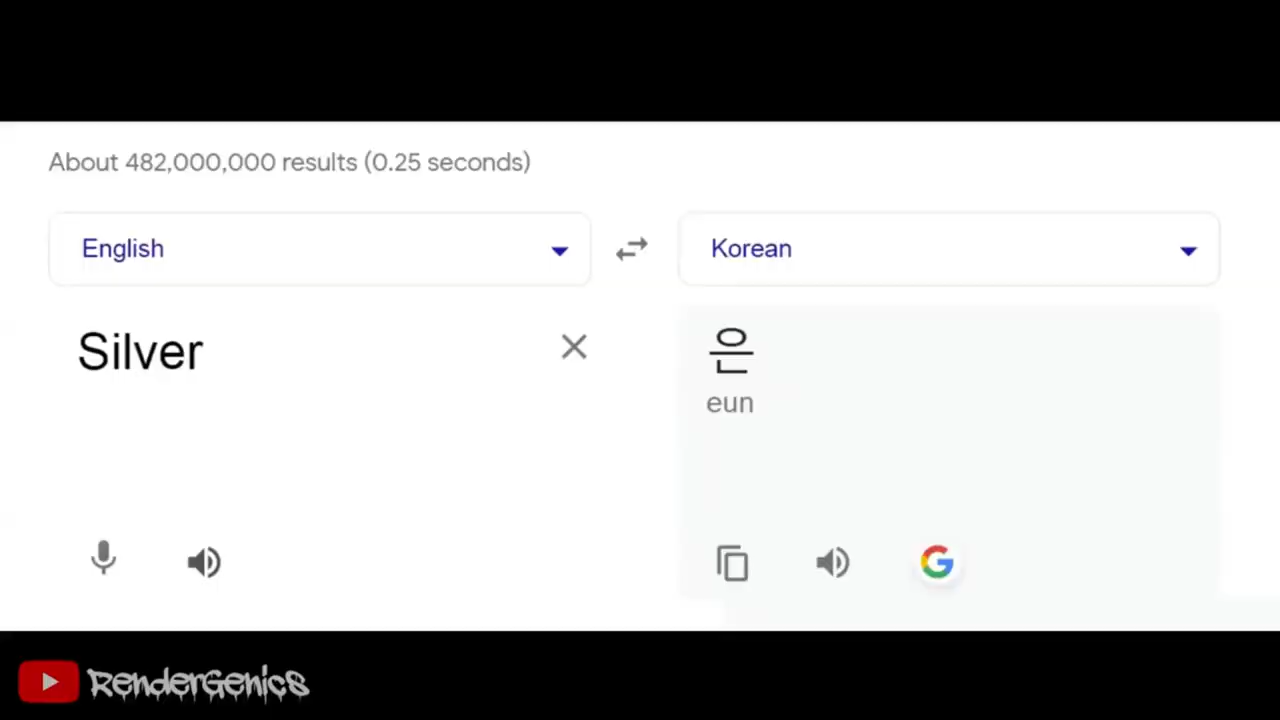 About 482,000,000 results (0.25 seconds)
English
Korean
Silver
은
eun
RenderGenics